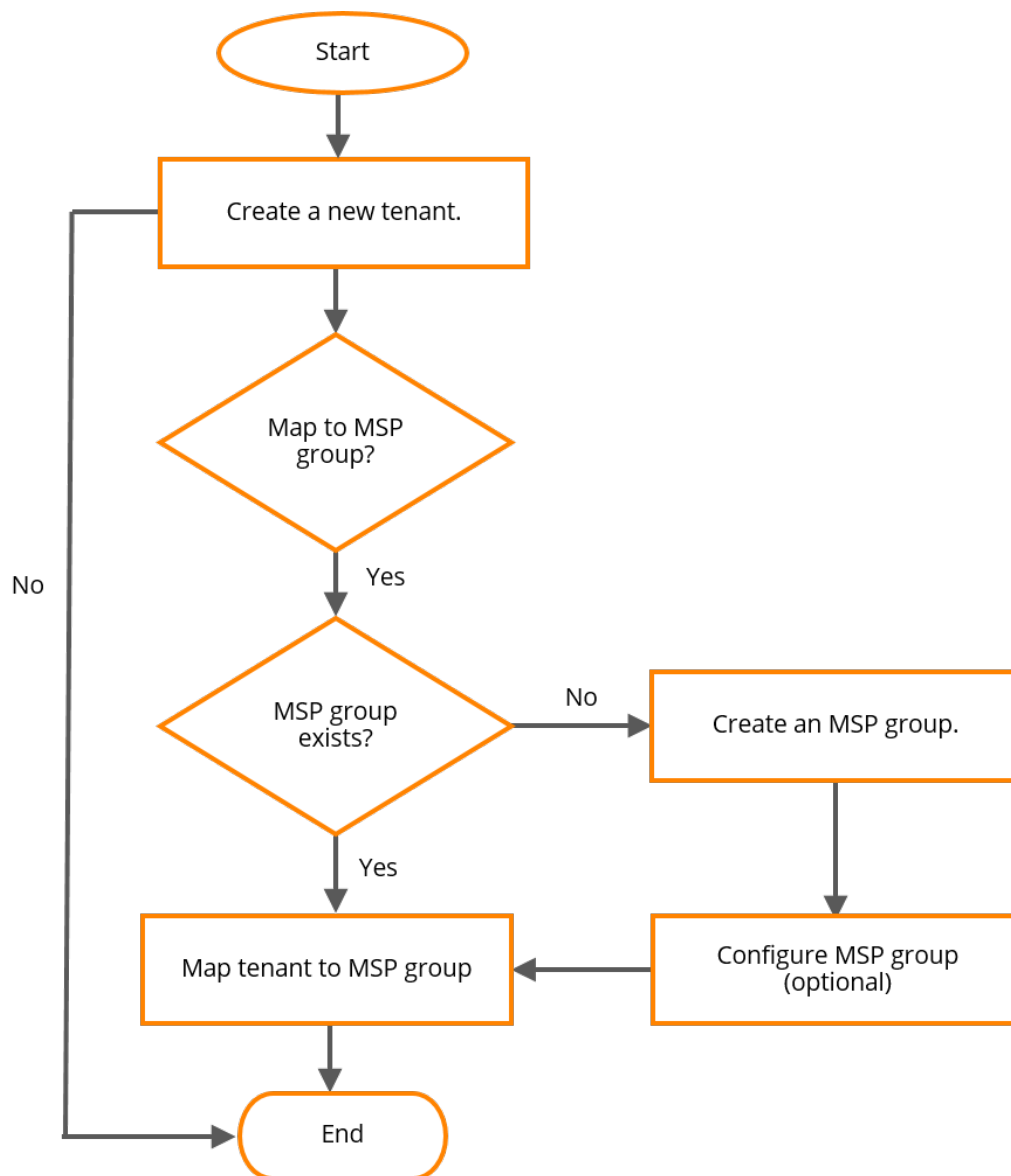 Start
Create a new tenant.
Map to MSP
group?
No
Yes
MSP group
exists?
No
Create an MSP group.
Yes
Map tenant to MSP group
Configure MSP group
(optional)
End